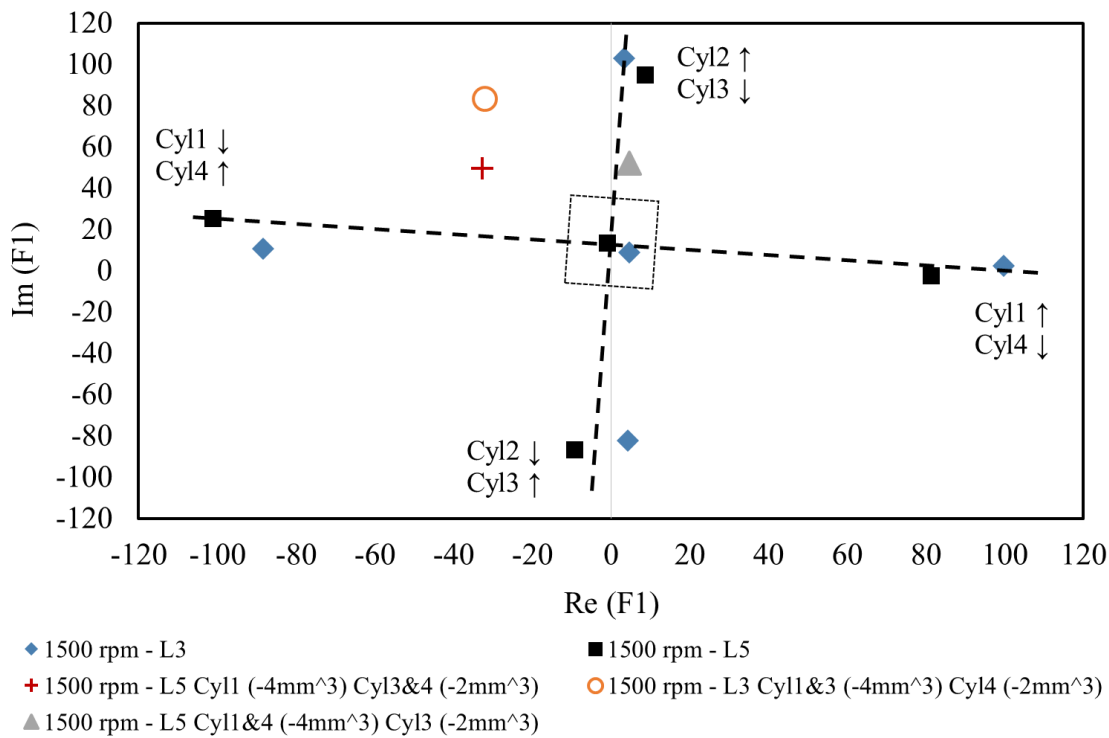 120
100
80
60
40
20
0
-20
-40
-60
-80
-100
-120
Im (F1)
Cyl2 ↑
Cyl3 ↓
Cyl1 ↓
Cyl4 ↑
Cyl1 ↑
Cyl4 ↓
Cyl2 ↓
Cyl3 ↑
-120 -100 -80 -60 -40 -20 0 20 40 60 80 100 120
Re (F1)
1500 rpm - L3
1500 rpm - L5
1500 rpm - L5 Cyl1 (-4mm^3) Cyl3&4 (-2mm^3)
1500 rpm - L3 Cyl1&3 (-4mm^3) Cyl4 (-2mm^3)
1500 rpm - L5 Cyl1&4 (-4mm^3) Cyl3 (-2mm^3)